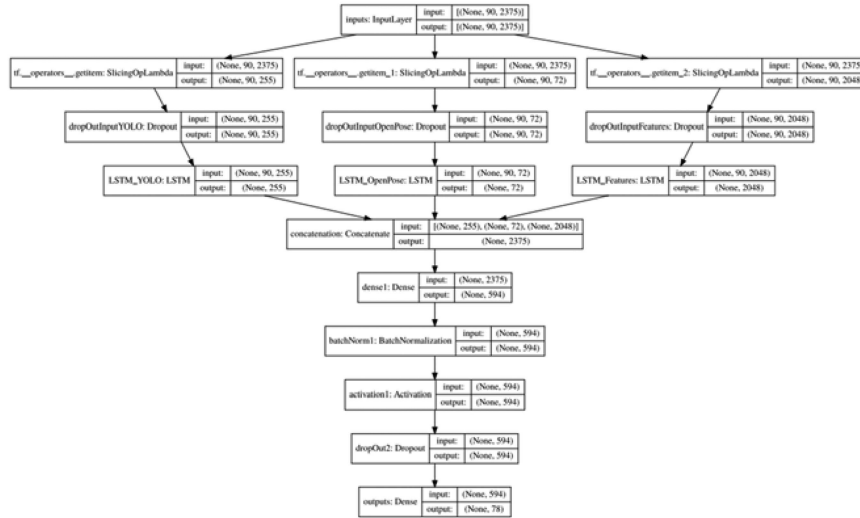 inputs: InputLayer input: [(None, 90, 2375)]
output: [(None, 90, 2375)]
tf.__operators__.getitem: SlicingOpLambda input: (None, 90, 2375)
output: (None, 90, 255)
tf.__operators__.getitem_1: SlicingOpLambda input: (None, 90, 2375)
output: (None, 90, 72)
tf.__operators__.getitem_2: SlicingOpLambda input: (None, 90, 2375)
output: (None, 90, 2048)
dropOutInputYOLO: Dropout input: (None, 90, 255)
output: (None, 90, 255)
dropOutInputOpenPose: Dropout input: (None, 90, 72)
output: (None, 90, 72)
dropOutInputFeatures: Dropout input: (None, 90, 2048)
output: (None, 90, 2048)
LSTM_YOLO: LSTM input: (None, 90, 255)
output: (None, 255)
LSTM_OpenPose: LSTM input: (None, 90, 72)
output: (None, 72)
LSTM_Features: LSTM input: (None, 90, 2048)
output: (None, 2048)
concatenation: Concatenate input: [(None, 255), (None, 72), (None, 2048)]
output: (None, 2375)
dense1: Dense input: (None, 2375)
output: (None, 594)
batchNorm1: BatchNormalization input: (None, 594)
output: (None, 594)
activation1: Activation input: (None, 594)
output: (None, 594)
dropOut2: Dropout input: (None, 594)
output: (None, 594)
outputs: Dense input: (None, 594)
output: (None, 78)